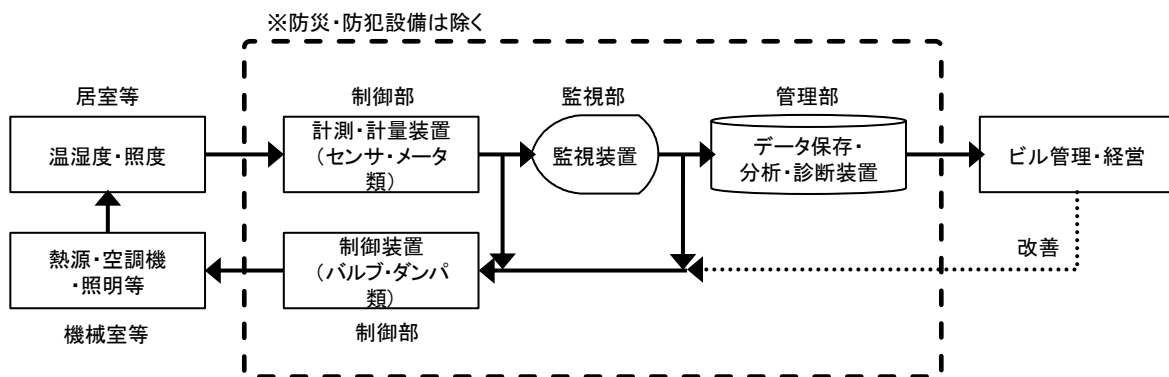 ※防災・防犯設備は除く
居室等
制御部
監視部
管理部
温湿度・照度
計測・計量装置
(センサ・メータ
類)
監視装置
データ保存・
分析・診断装置
ビル管理・経営
熱源・空調機
・照明等
制御装置
(バルブ・ダンパ
類)
改善
機械室等
制御部